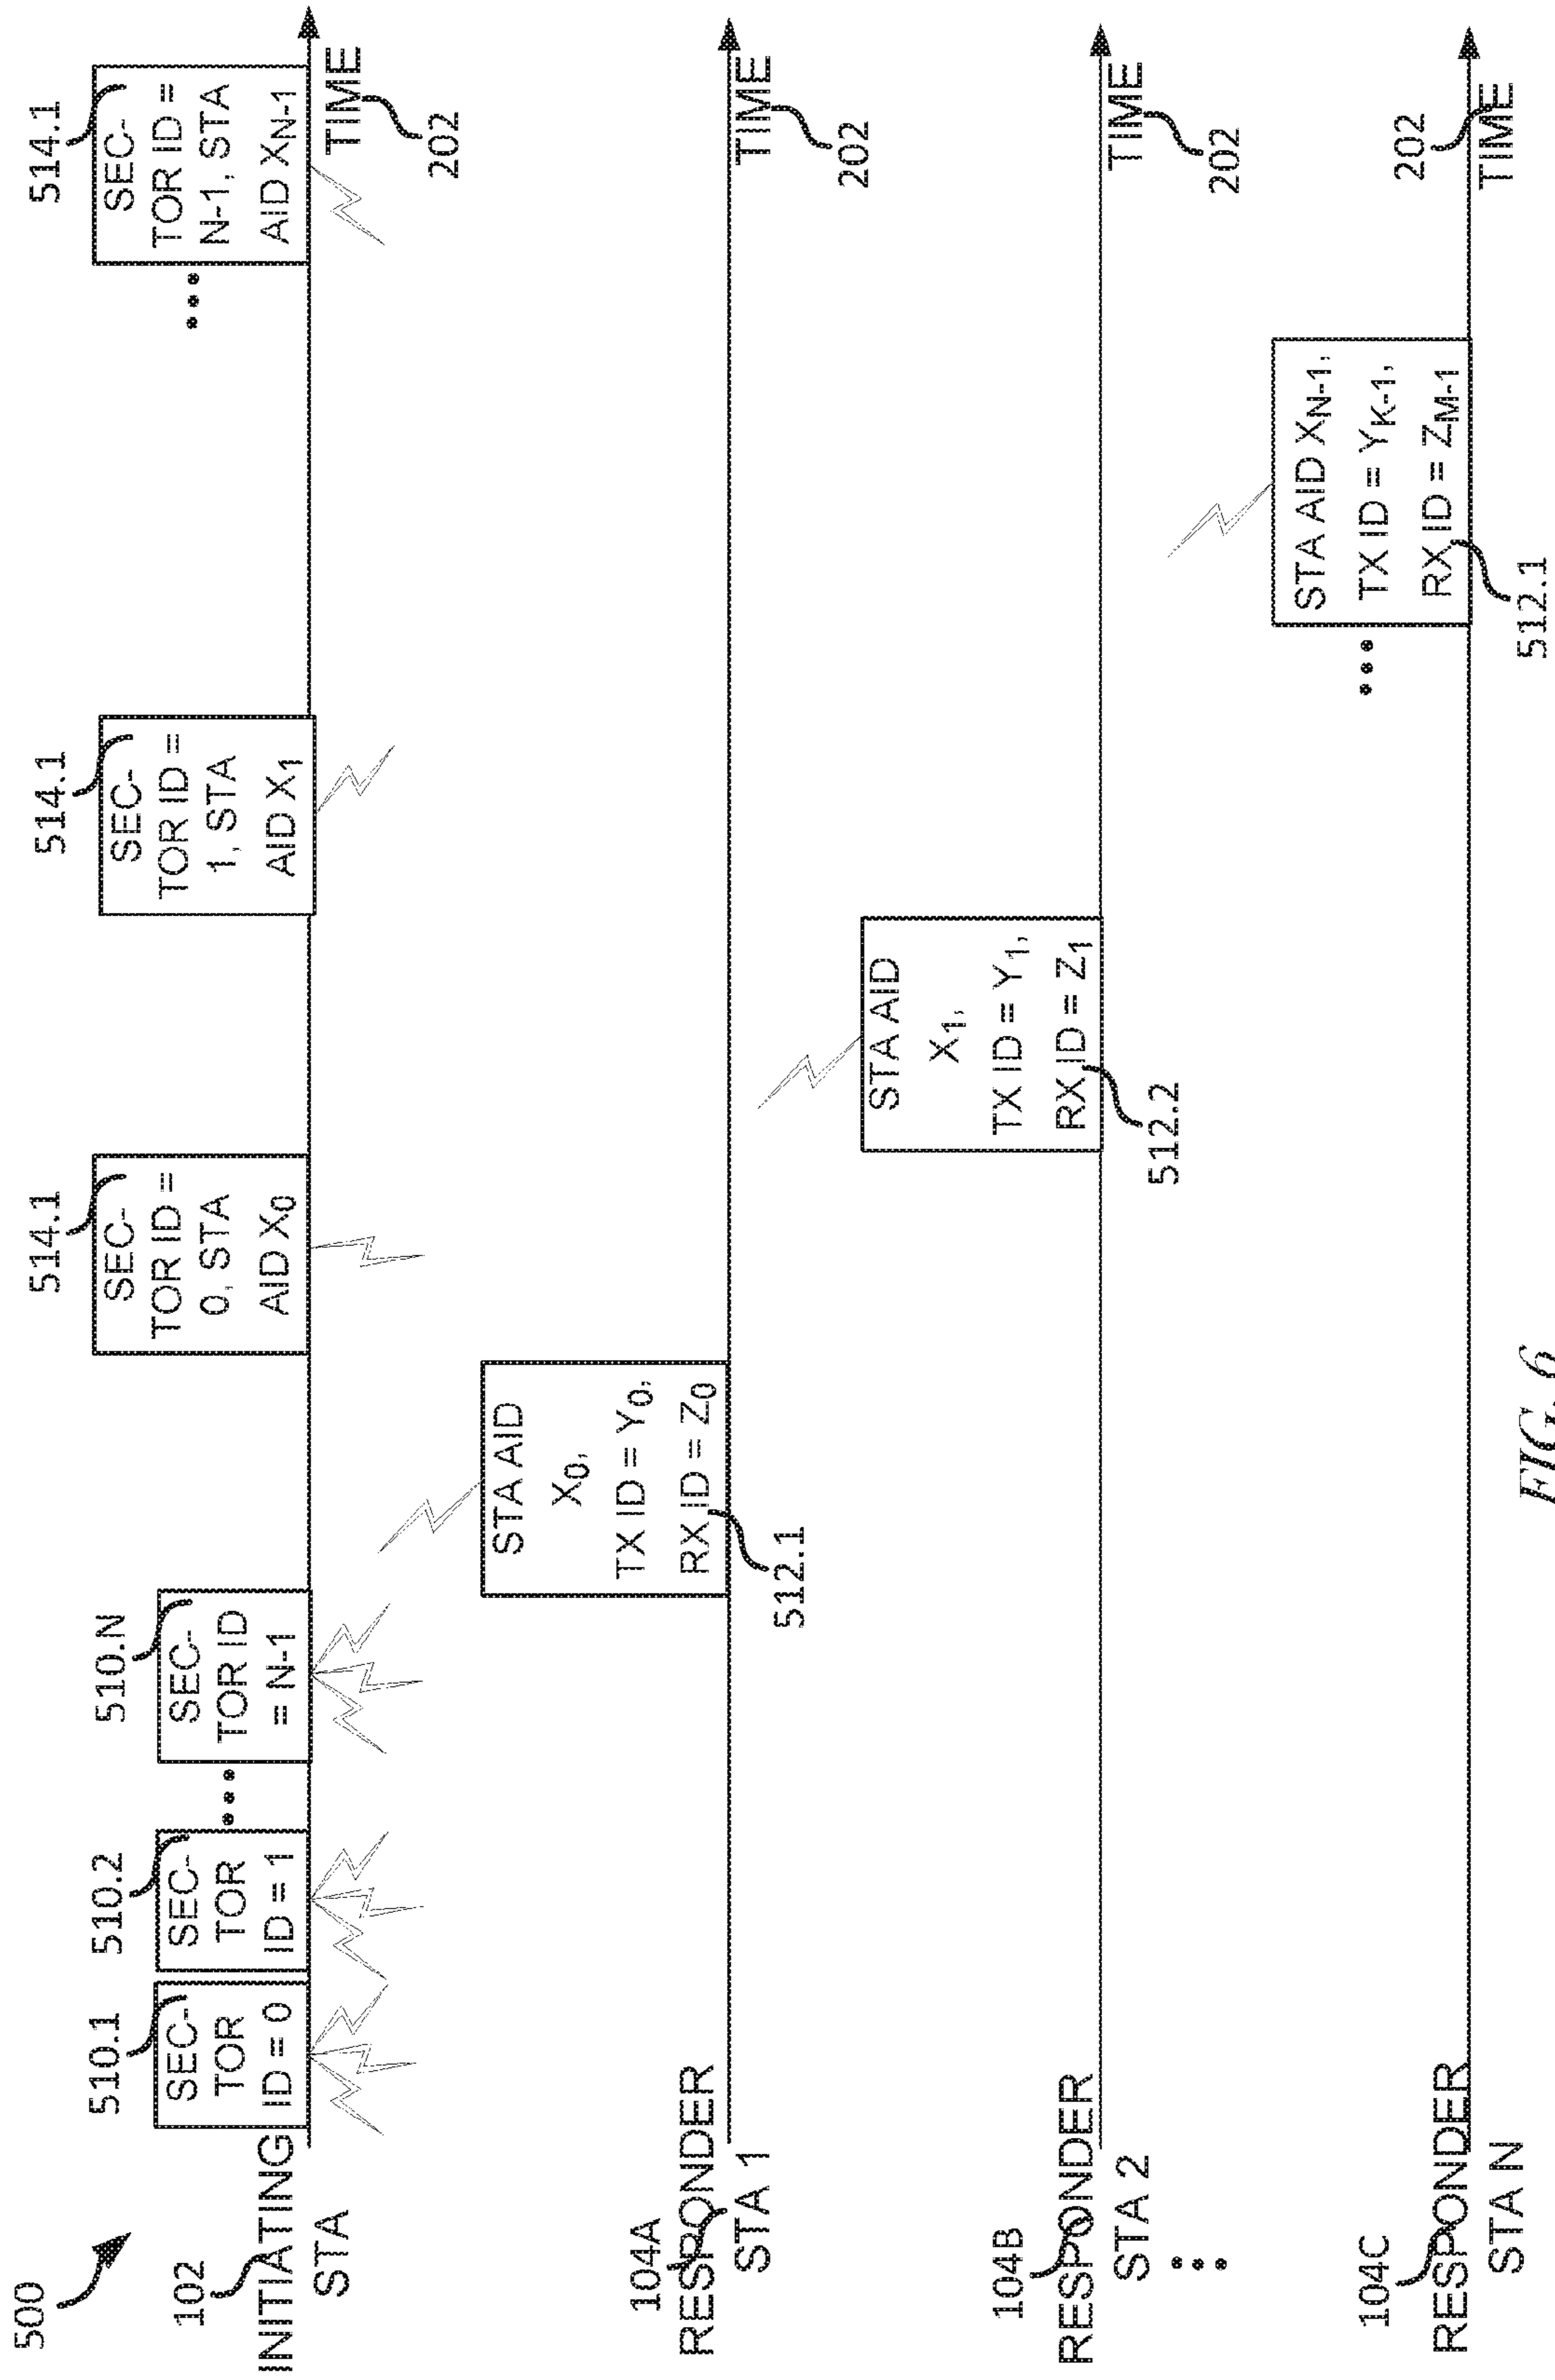 500
510.1
510.2
510.N
514.1
514.1
514.1
102
INITIATING
STA
SEC-
TOR
ID = 0
SEC-
TOR
ID = 1
•••
SEC-
TOR ID
= N-1
SEC-
TOR ID =
0, STA
AID X0
SEC-
TOR ID =
1, STA
AID X1
•••
SEC-
TOR ID =
N-1, STA
AID XN-1
TIME
202
104A
RESPONDER
STA 1
STA AID
X0,
TX ID = Y0,
RX ID = Z0
512.1
TIME
202
104B
RESPONDER
STA 2
STA AID
X1,
TX ID = Y1,
RX ID = Z1
512.2
TIME
202
104C
RESPONDER
STA N
•••
STA AID XN-1,
TX ID = YK-1,
RX ID = ZM-1
512.1
202
TIME
FIG. 6